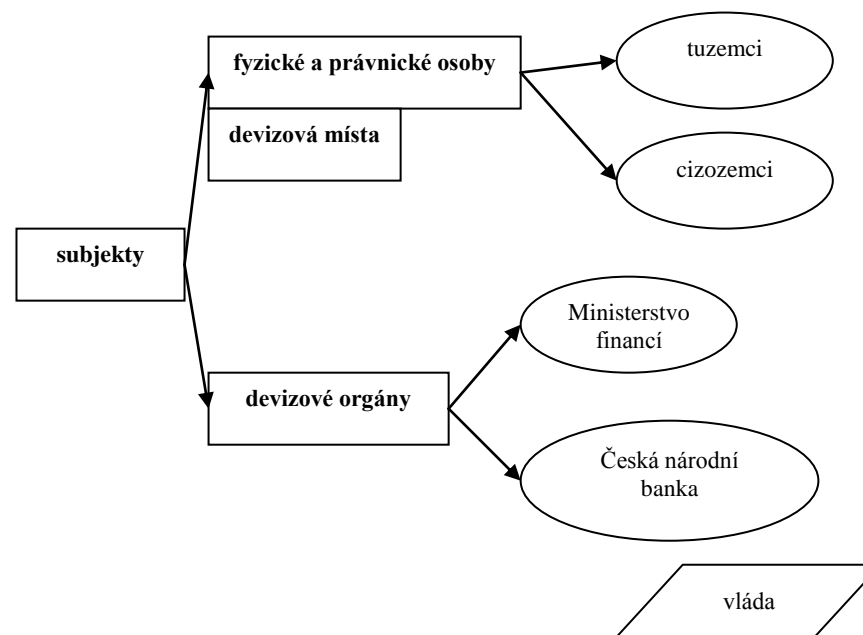 fyzické a právnické osoby
tuzemci
devizová místa
cizozemci
subjekty
Ministerstvo
financí
devizové orgány
Česká národní
banka
vláda